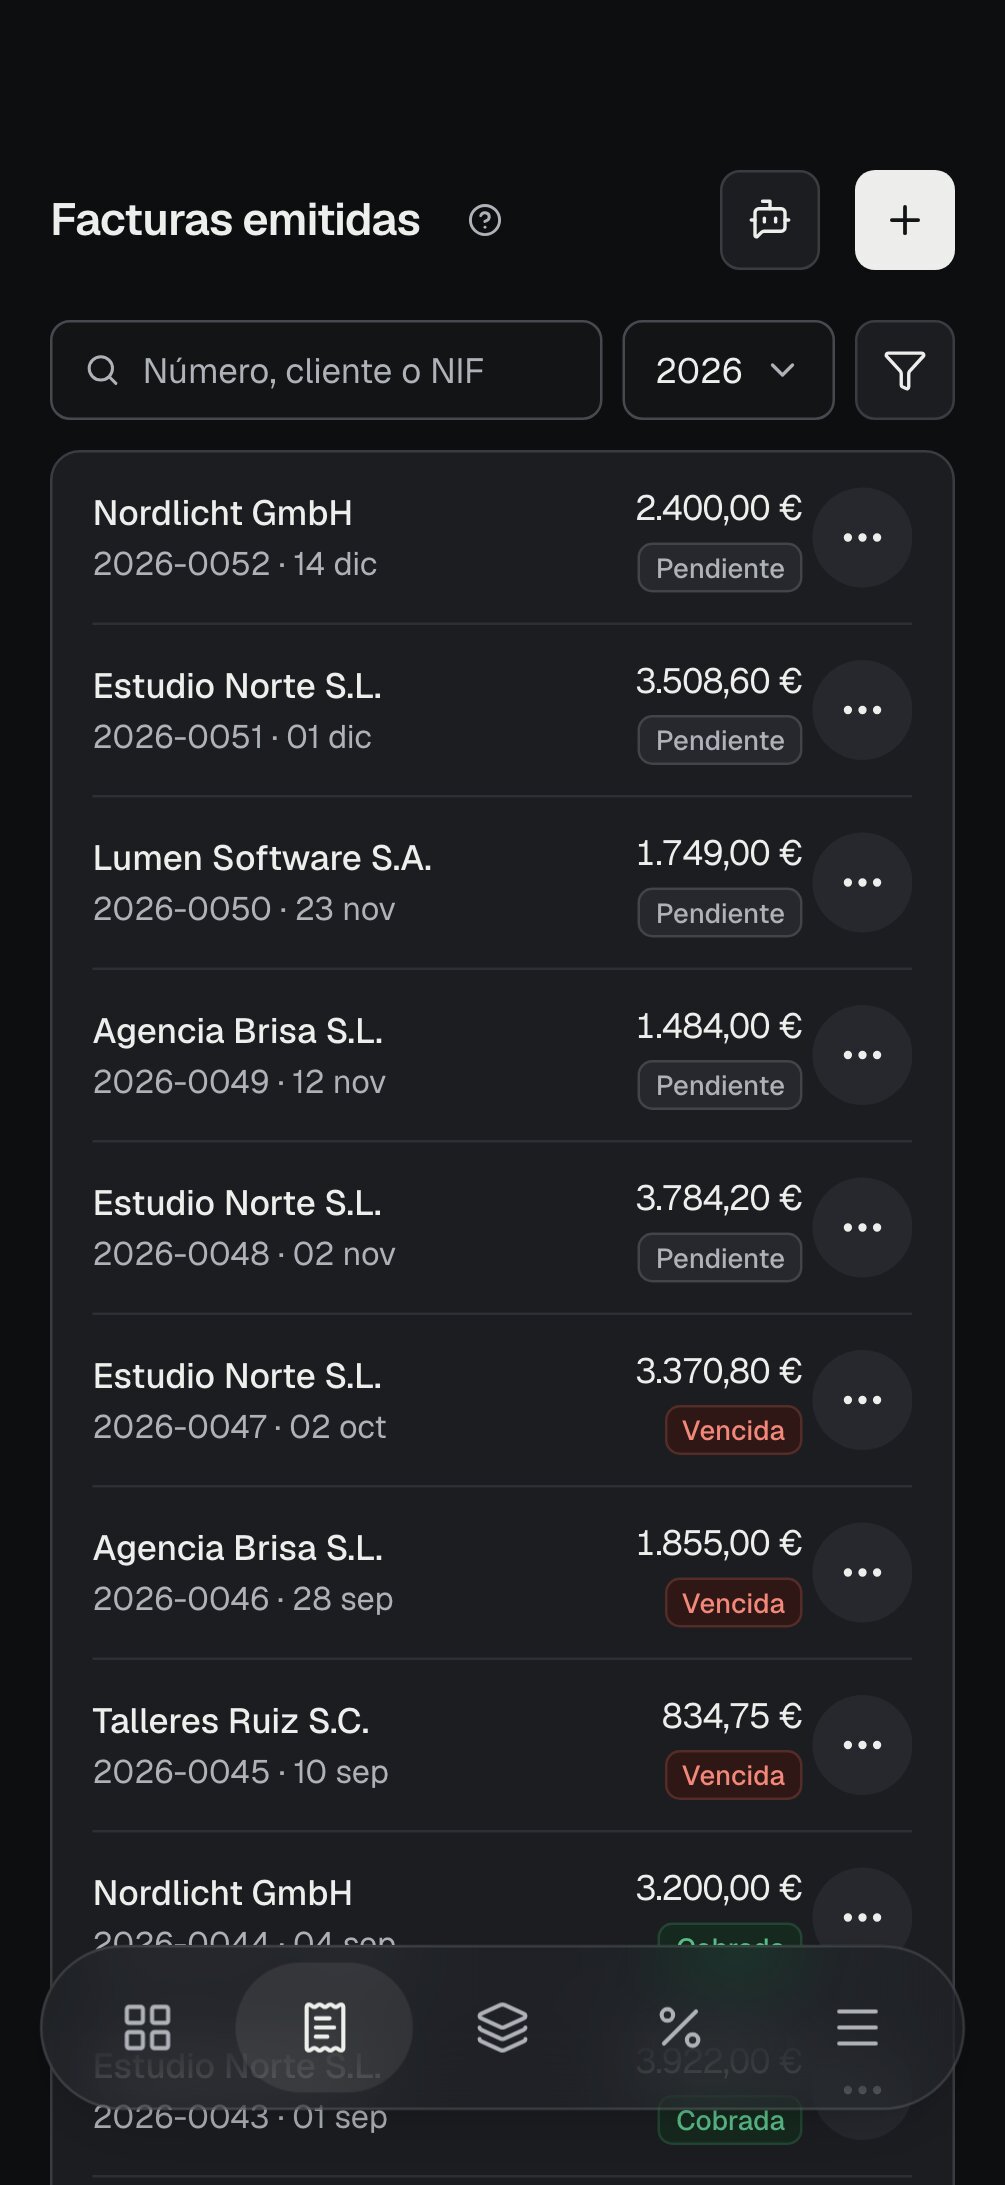 Facturas emitidas
Número, cliente o NIF
2026
Nordlicht GmbH
2.400,00 €
2026-0052 · 14 dic
Pendiente
Estudio Norte S.L.
3.508,60 €
2026-0051 · 01 dic
Pendiente
Lumen Software S.A.
1.749,00 €
2026-0050 · 23 nov
Pendiente
Agencia Brisa S.L.
1.484,00 €
2026-0049 · 12 nov
Pendiente
Estudio Norte S.L.
3.784,20 €
2026-0048 · 02 nov
Pendiente
Estudio Norte S.L.
3.370,80 €
2026-0047 · 02 oct
Vencida
Agencia Brisa S.L.
1.855,00 €
2026-0046 · 28 sep
Vencida
Talleres Ruiz S.C.
834,75 €
2026-0045 · 10 sep
Vencida
Nordlicht GmbH
3.200,00 €
2026-0044 · 04 sep
Cobrada
Estudio Norte S.L.
3.922,00 €
2026-0043 · 01 sep
Cobrada